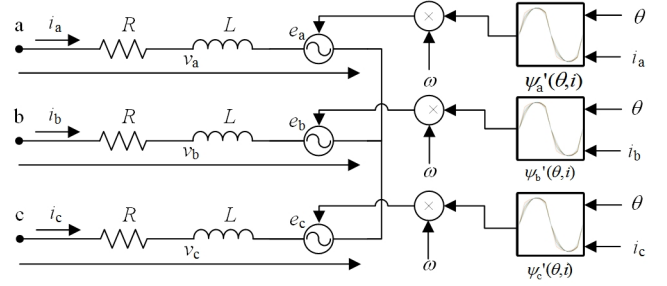 a
i_a
R
L
v_a
e_a
×
ω
θ
i_a
ψ_a'(θ,i)
b
i_b
R
L
v_b
e_b
×
ω
θ
i_b
ψ_b'(θ,i)
c
i_c
R
L
v_c
e_c
×
ω
θ
i_c
ψ_c'(θ,i)